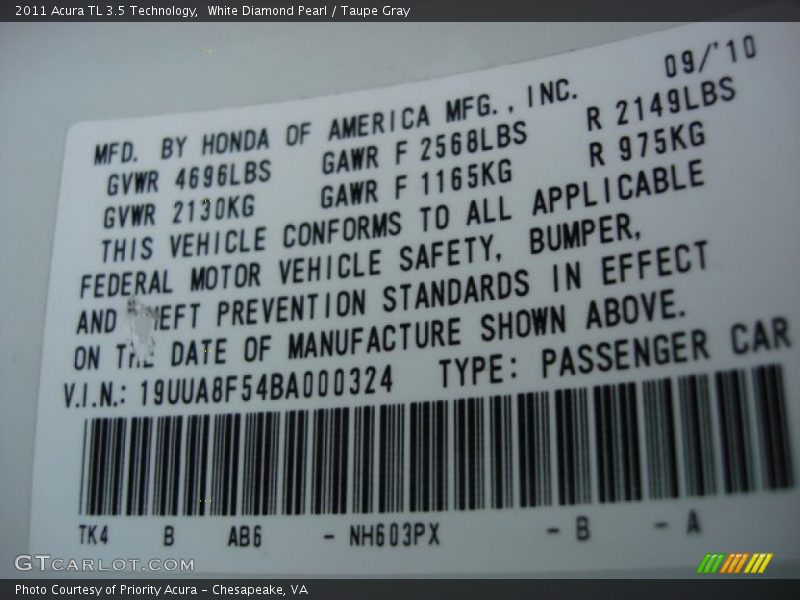 2011 Acura TL 3.5 Technology,  White Diamond Pearl / Taupe Gray
09/'10
MFD. BY HONDA OF AMERICA MFG., INC.
GVWR 4696LBS GAWR F 2568LBS R 2149LBS
GVWR 2130KG GAWR F 1165KG R 975KG
THIS VEHICLE CONFORMS TO ALL APPLICABLE
FEDERAL MOTOR VEHICLE SAFETY, BUMPER,
AND THEFT PREVENTION STANDARDS IN EFFECT
ON THE DATE OF MANUFACTURE SHOWN ABOVE.
V.I.N.: 19UUA8F54BA000324 TYPE: PASSENGER CAR
TK4 B AB6 - NH603PX - B - A
GTCARLOT.COM
Photo Courtesy of Priority Acura – Chesapeake, VA